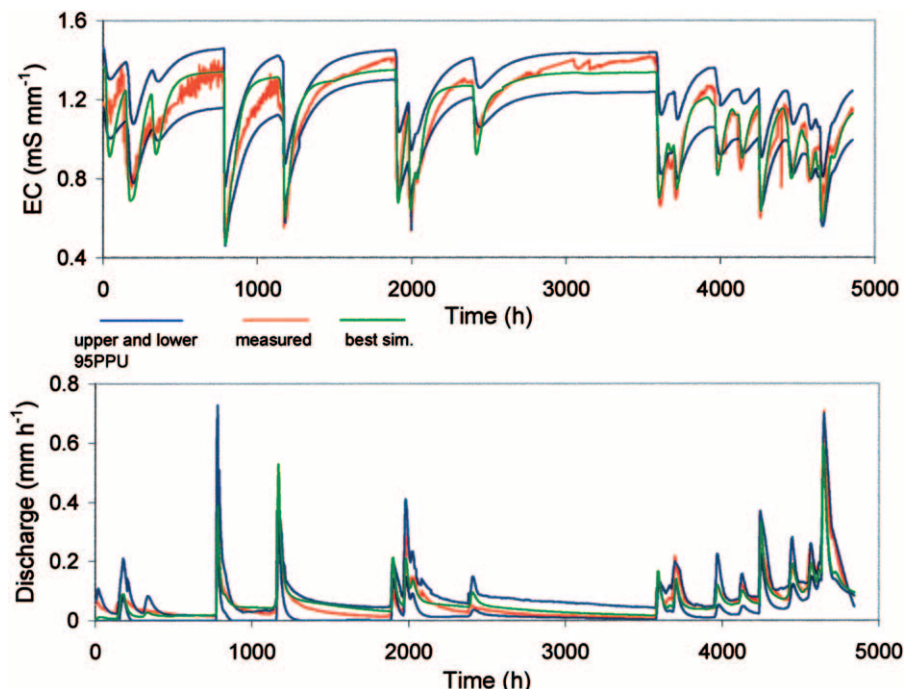 EC (mS mm⁻¹)
1.6
1.2
0.8
0.4
0 1000 2000 3000 4000 5000
Time (h)
upper and lower measured best sim.
95PPU
Discharge (mm h⁻¹)
0.8
0.6
0.4
0.2
0
0 1000 2000 3000 4000 5000
Time (h)